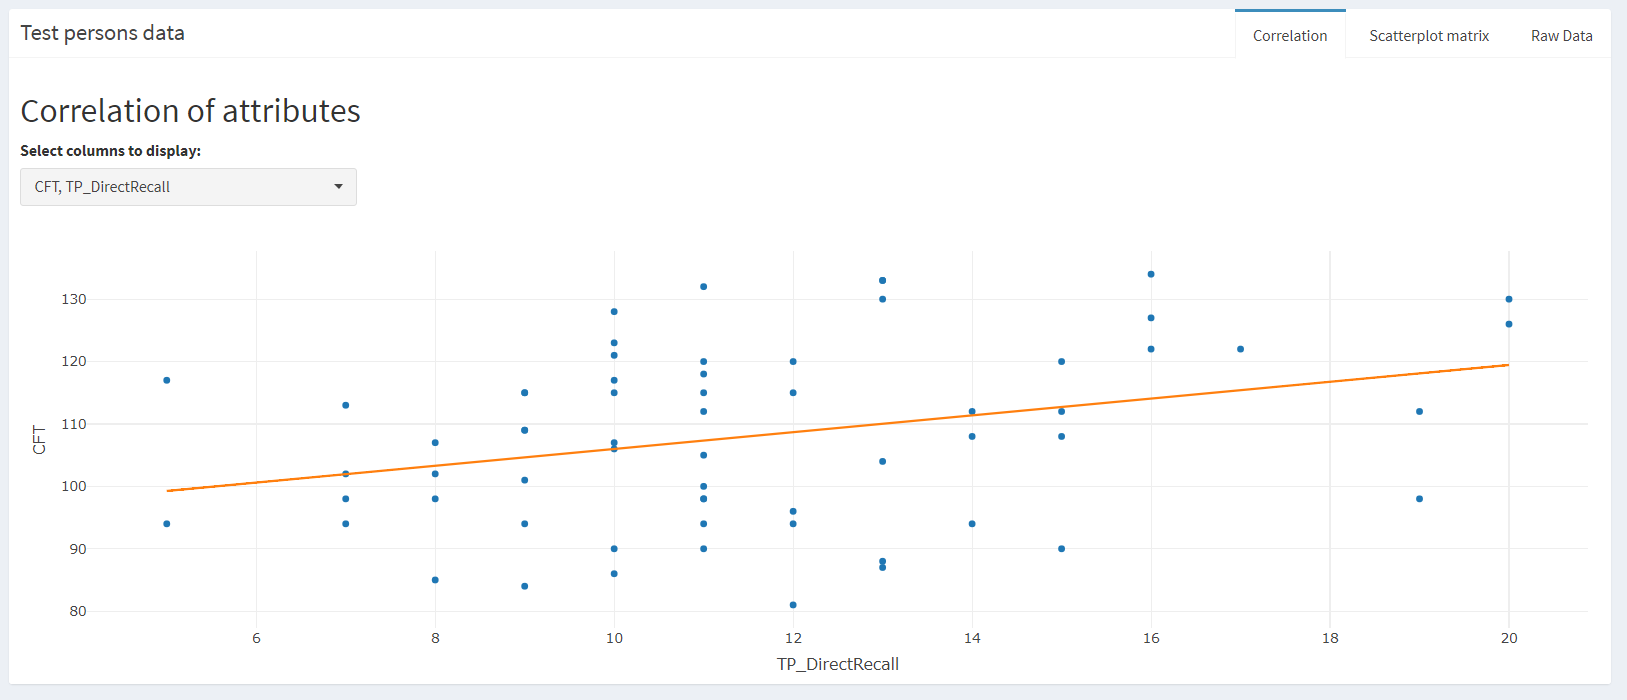 Test persons data
Correlation
Scatterplot matrix
Raw Data
Correlation of attributes
Select columns to display:
CFT, TP_DirectRecall
130
120
110
100
90
80
CFT
6
8
10
12
14
16
18
20
TP_DirectRecall